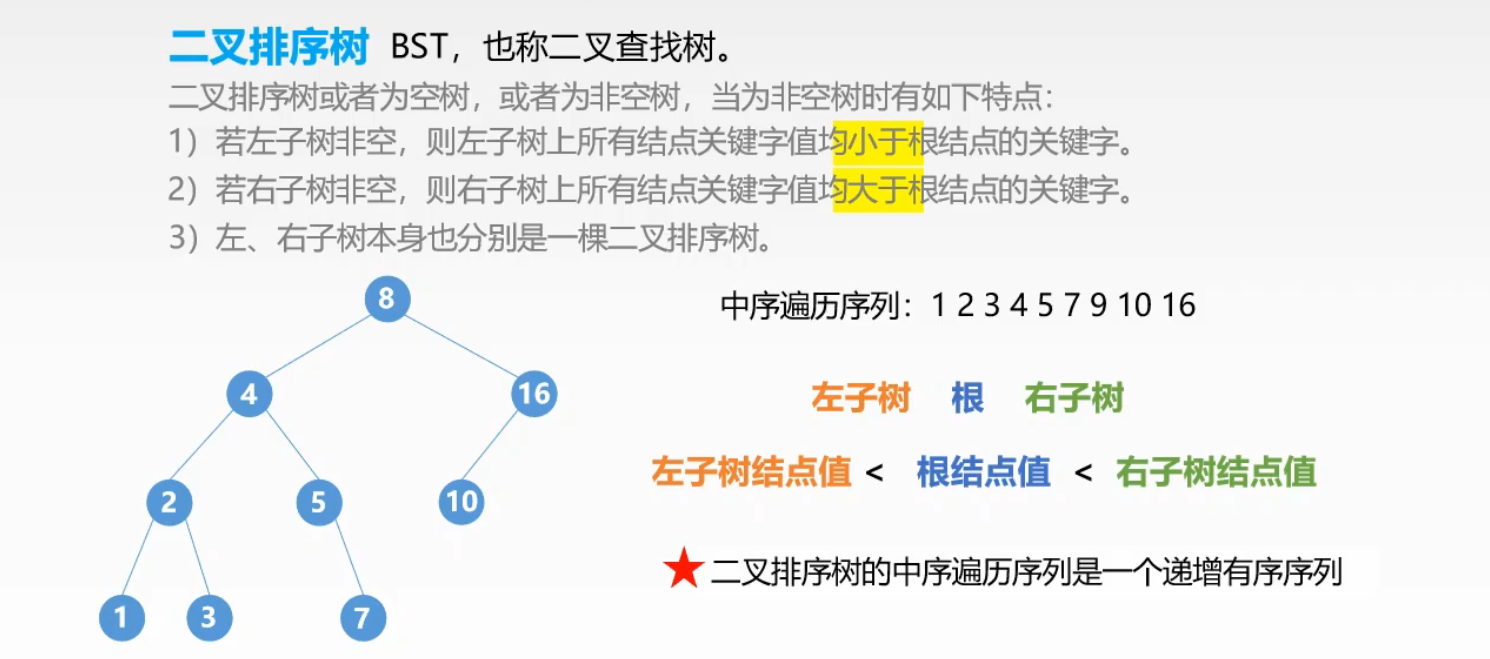 二叉排序树 BST，也称二叉查找树。
二叉排序树或者为空树，或者为非空树，当为非空树时有如下特点：
1）若左子树非空，则左子树上所有结点关键字值均小于根结点的关键字。
2）若右子树非空，则右子树上所有结点关键字值均大于根结点的关键字。
3）左、右子树本身也分别是一棵二叉排序树。
8
中序遍历序列：1 2 3 4 5 7 9 10 16
4 16
左子树 根 右子树
左子树结点值 < 根结点值 < 右子树结点值
2 5 10
★ 二叉排序树的中序遍历序列是一个递增有序序列
1 3 7